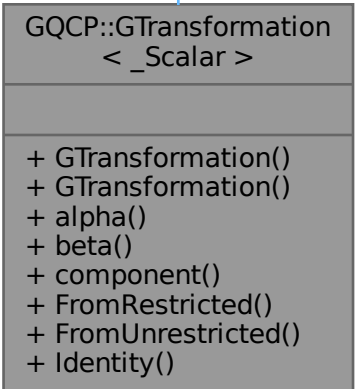 GQCP::GTransformation
< _Scalar >
+ GTransformation()
+ GTransformation()
+ alpha()
+ beta()
+ component()
+ FromRestricted()
+ FromUnrestricted()
+ Identity()